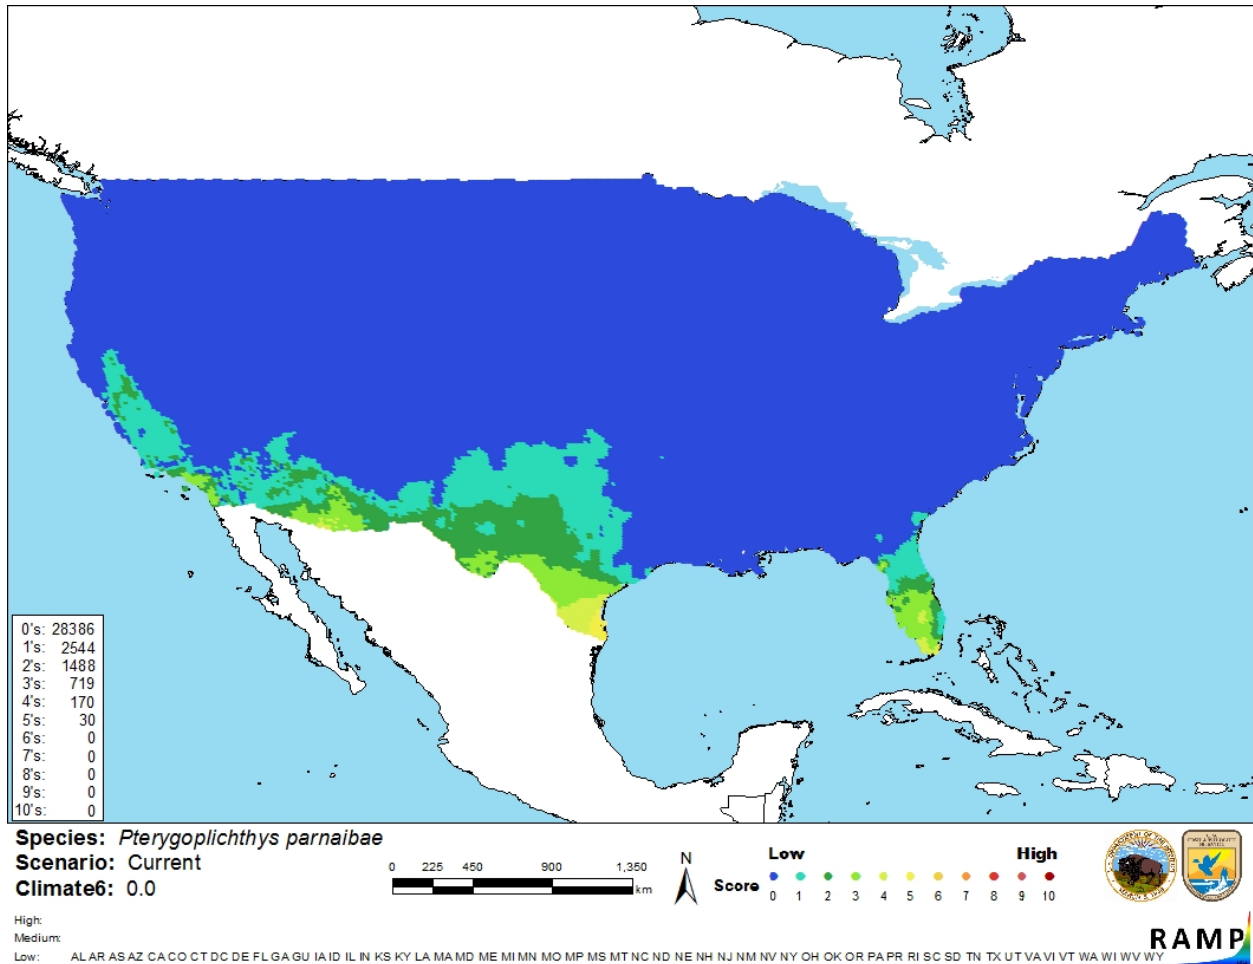 0's: 28386
1's: 2544
2's: 1488
3's: 719
4's: 170
5's: 30
6's: 0
7's: 0
8's: 0
9's: 0
10's: 0
Species: Pterygoplichthys parnaibae
Scenario: Current
Climate6: 0.0
0 225 450 900 1,350
km
N
Low High
Score
0 1 2 3 4 5 6 7 8 9 10
High:
Medium:
Low: AL AR AS AZ CA CO CT DC DE FL GA GU IA ID IL IN KS KY LA MA MD ME MI MN MO MP MS MT NC ND NE NH NJ NM NV NY OH OK OR PA PR RI SC SD TN TX UT VA VI VT WA WI WV WY
RAMP